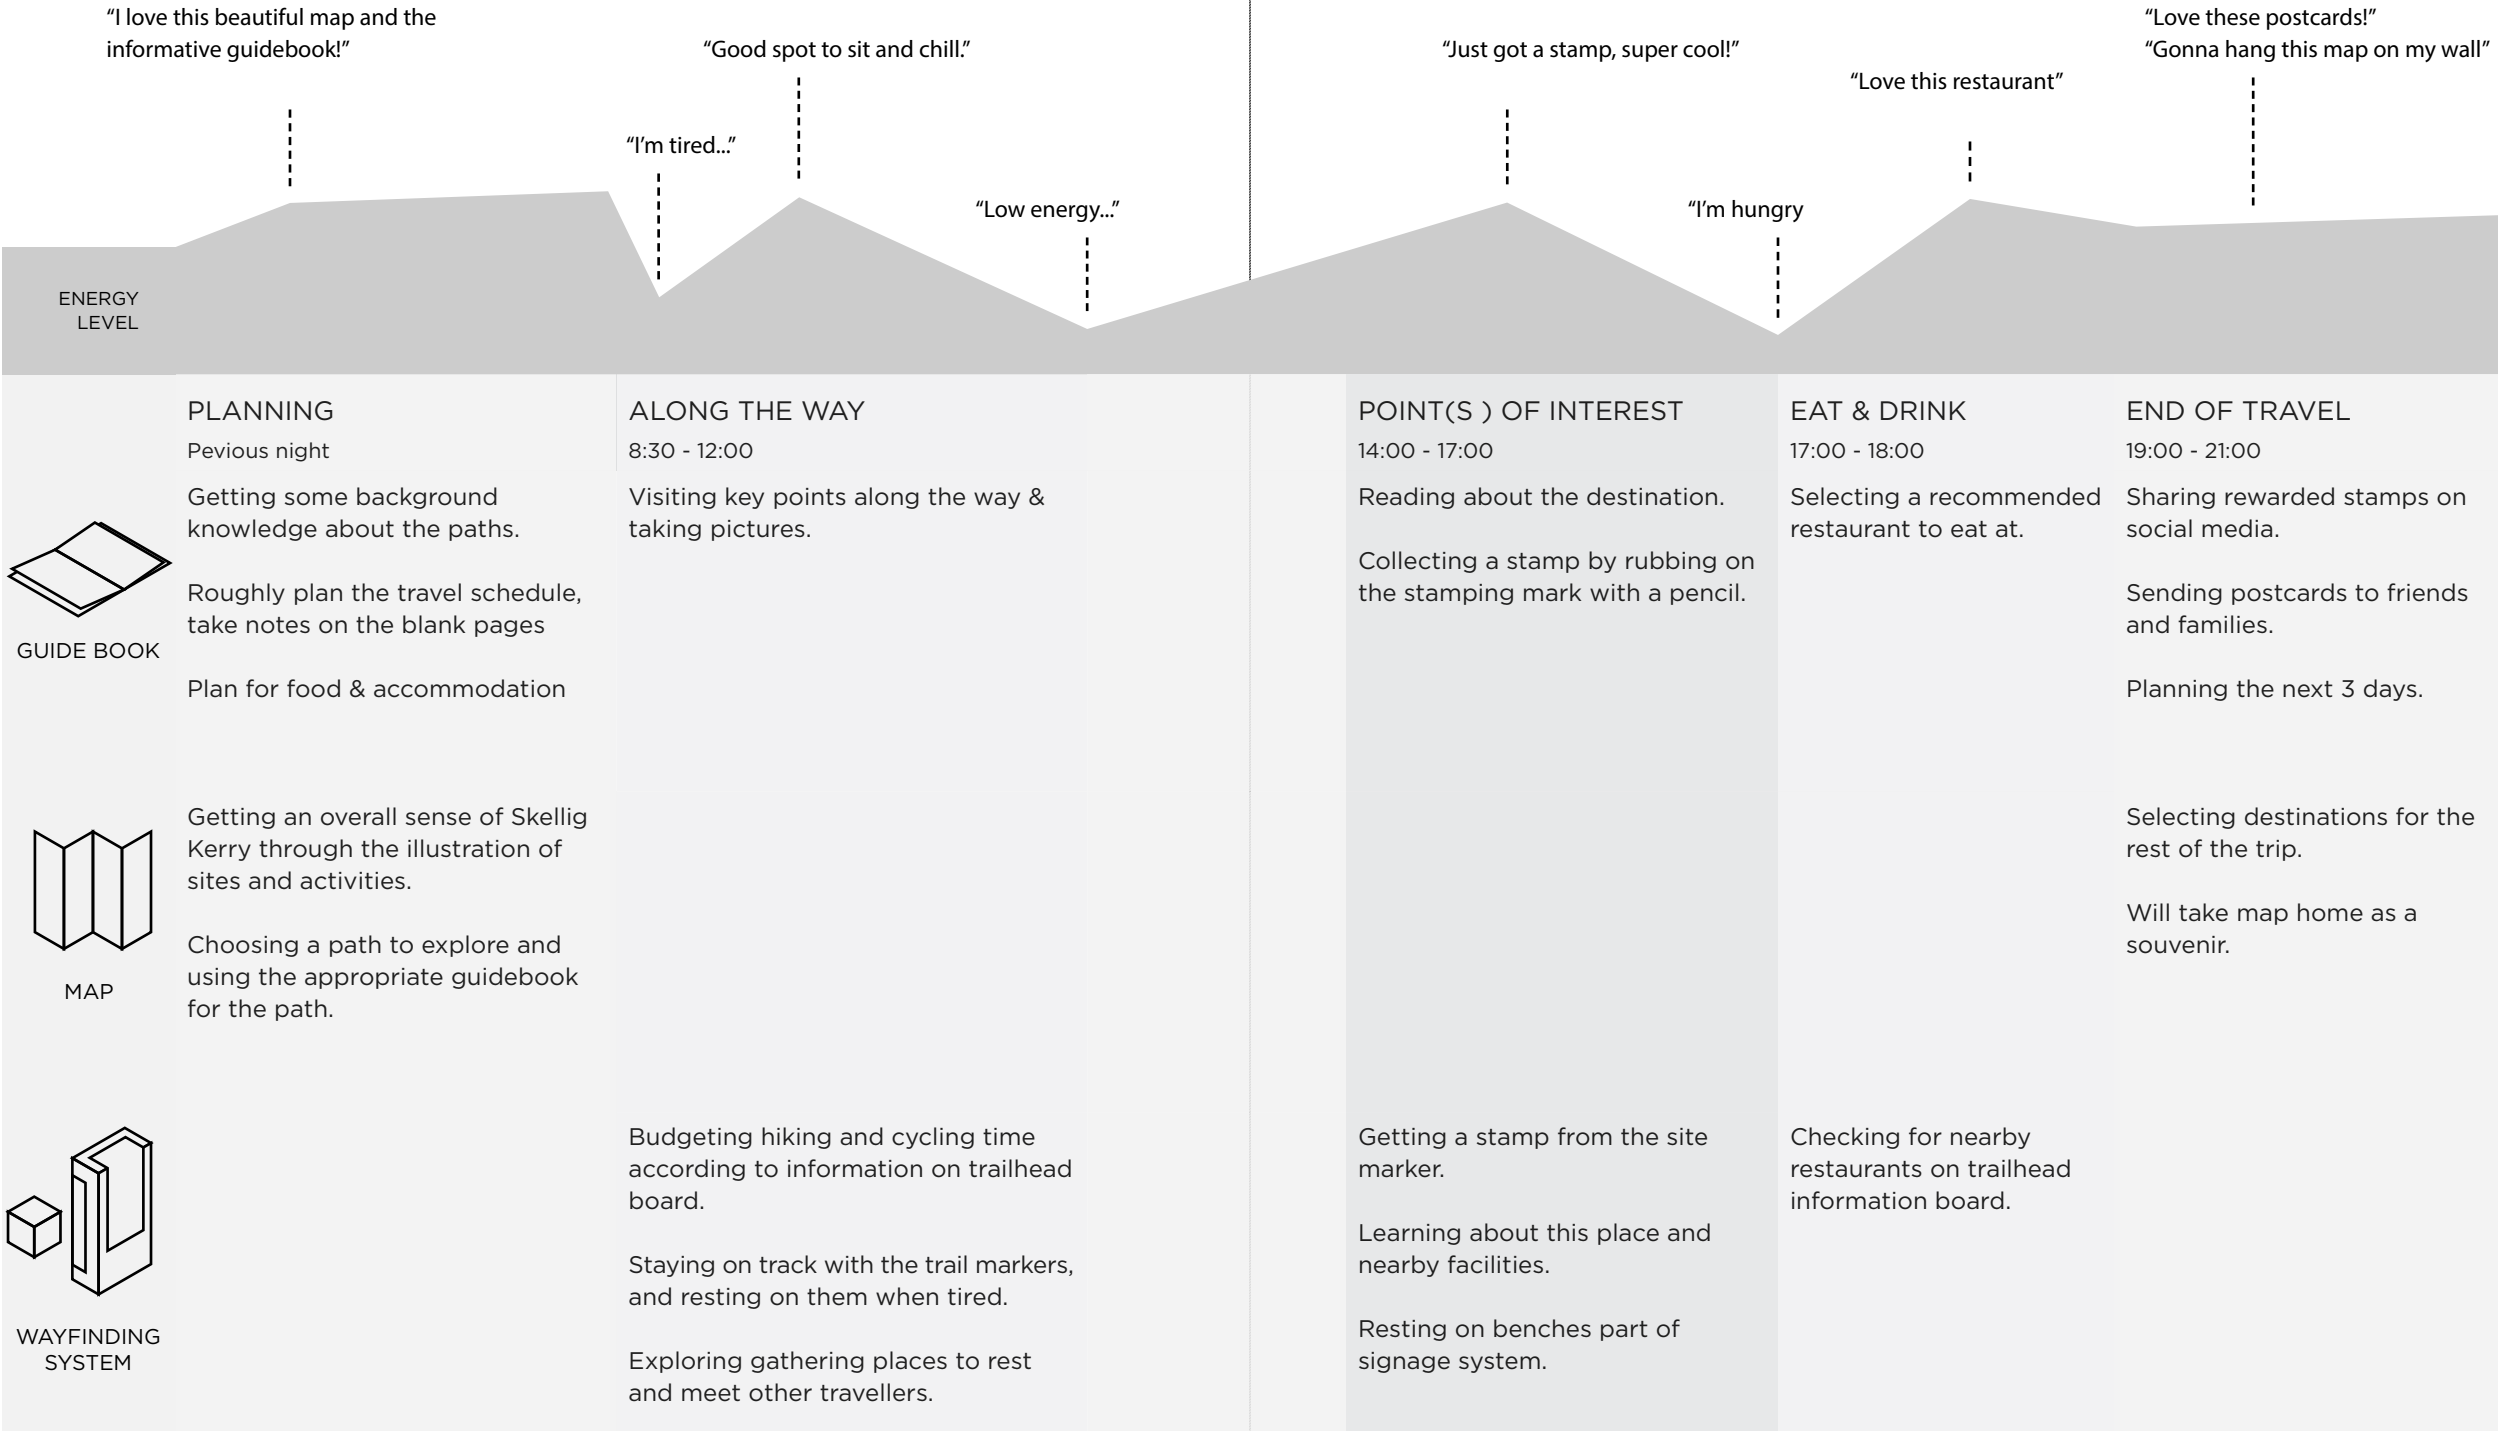 “I love this beautiful map and the
informative guidebook!”
“Good spot to sit and chill.”
“I’m tired...”
“Low energy...”
“Just got a stamp, super cool!”
“I’m hungry
“Love this restaurant”
“Love these postcards!”
“Gonna hang this map on my wall”
ENERGY
LEVEL
PLANNING
Pevious night
ALONG THE WAY
8:30 - 12:00
POINT(S ) OF INTEREST
14:00 - 17:00
EAT & DRINK
17:00 - 18:00
END OF TRAVEL
19:00 - 21:00
GUIDE BOOK
Getting some background
knowledge about the paths.
Roughly plan the travel schedule,
take notes on the blank pages
Plan for food & accommodation
Visiting key points along the way &
taking pictures.
Reading about the destination.
Collecting a stamp by rubbing on
the stamping mark with a pencil.
Selecting a recommended
restaurant to eat at.
Sharing rewarded stamps on
social media.
Sending postcards to friends
and families.
Planning the next 3 days.
MAP
Getting an overall sense of Skellig
Kerry through the illustration of
sites and activities.
Choosing a path to explore and
using the appropriate guidebook
for the path.
Selecting destinations for the
rest of the trip.
Will take map home as a
souvenir.
WAYFINDING
SYSTEM
Budgeting hiking and cycling time
according to information on trailhead
board.
Staying on track with the trail markers,
and resting on them when tired.
Exploring gathering places to rest
and meet other travellers.
Getting a stamp from the site
marker.
Learning about this place and
nearby facilities.
Resting on benches part of
signage system.
Checking for nearby
restaurants on trailhead
information board.